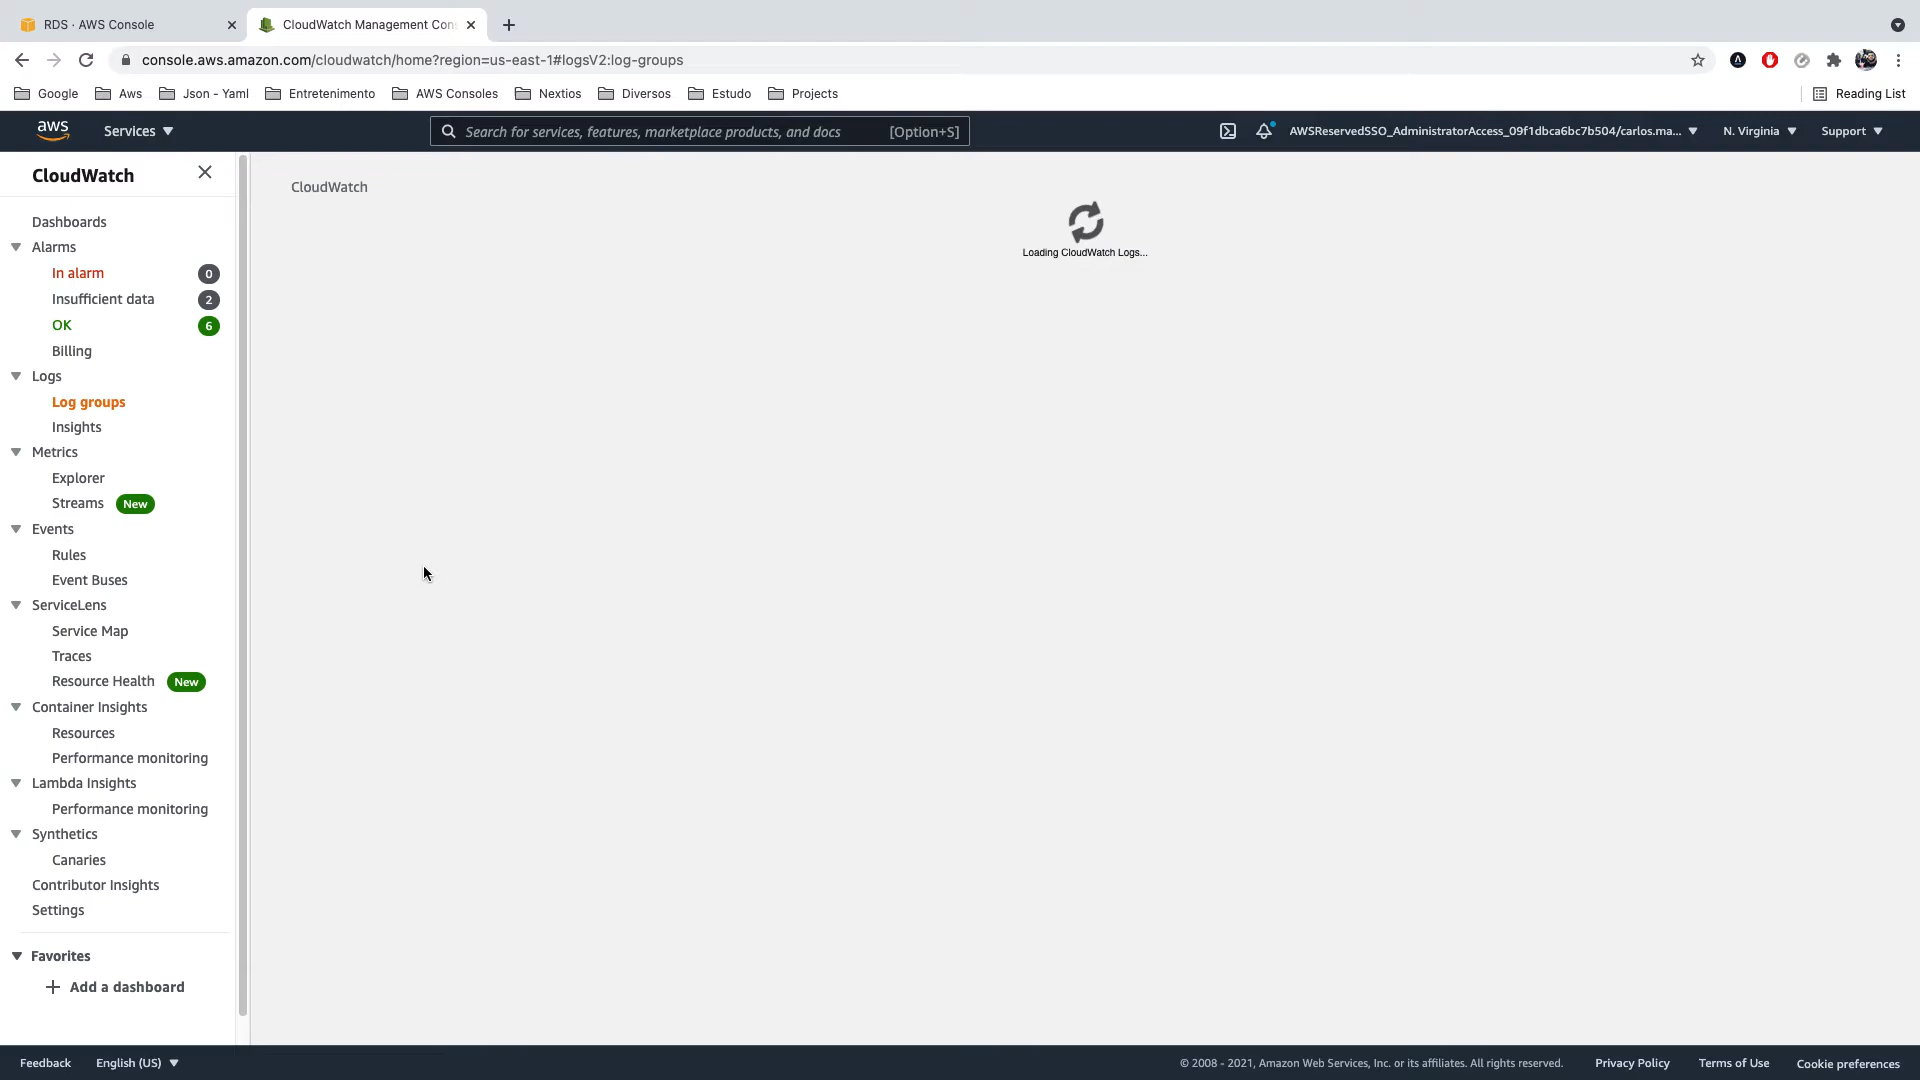 RDS · AWS Console
CloudWatch Management Con
console.aws.amazon.com/cloudwatch/home?region=us-east-1#logsV2:log-groups
Google
Aws
Json - Yaml
Entretenimento
AWS Consoles
Nextios
Diversos
Estudo
Projects
Reading List
aws
Services
Search for services, features, marketplace products, and docs
[Option+S]
AWSReservedSSO_AdministratorAccess_09f1dbca6bc7b504/carlos.ma...
N. Virginia
Support
CloudWatch
CloudWatch
Loading CloudWatch Logs...
Dashboards
Alarms
In alarm 0
Insufficient data 2
OK 6
Billing
Logs
Log groups
Insights
Metrics
Explorer
Streams New
Events
Rules
Event Buses
ServiceLens
Service Map
Traces
Resource Health New
Container Insights
Resources
Performance monitoring
Lambda Insights
Performance monitoring
Synthetics
Canaries
Contributor Insights
Settings
Favorites
Add a dashboard
Feedback
English (US)
© 2008 - 2021, Amazon Web Services, Inc. or its affiliates. All rights reserved.
Privacy Policy
Terms of Use
Cookie preferences